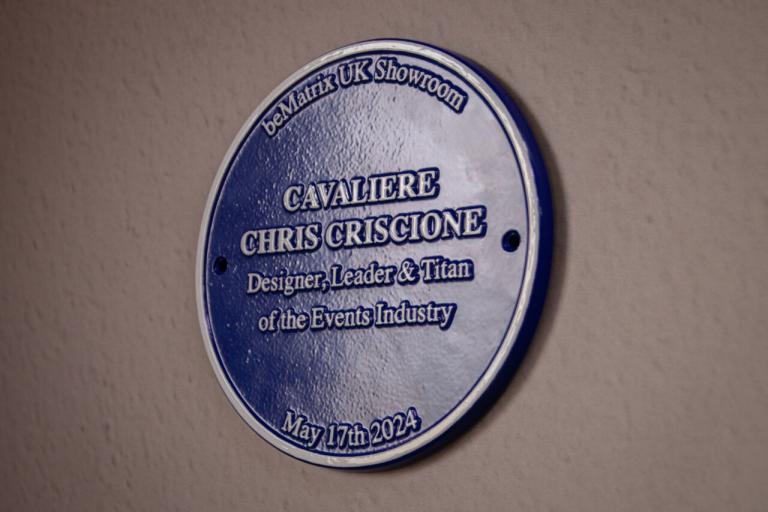 beMatrix UK Showroom
CAVALIERE
CHRIS CRISCIONE
Designer, Leader & Titan
of the Events Industry
May 17th 2024